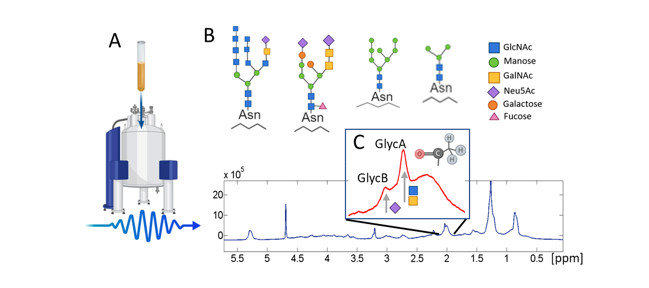 A
B
Asn
Asn
Asn
Asn
GlcNAc
Manose
GalNAc
Neu5Ac
Galactose
Fucose
C
GlycA
GlycB
O
C
H
H
H
x 10⁵
20
10
0
5.5
5
4.5
4
3.5
3
2.5
2
1.5
1
0.5
[ppm]